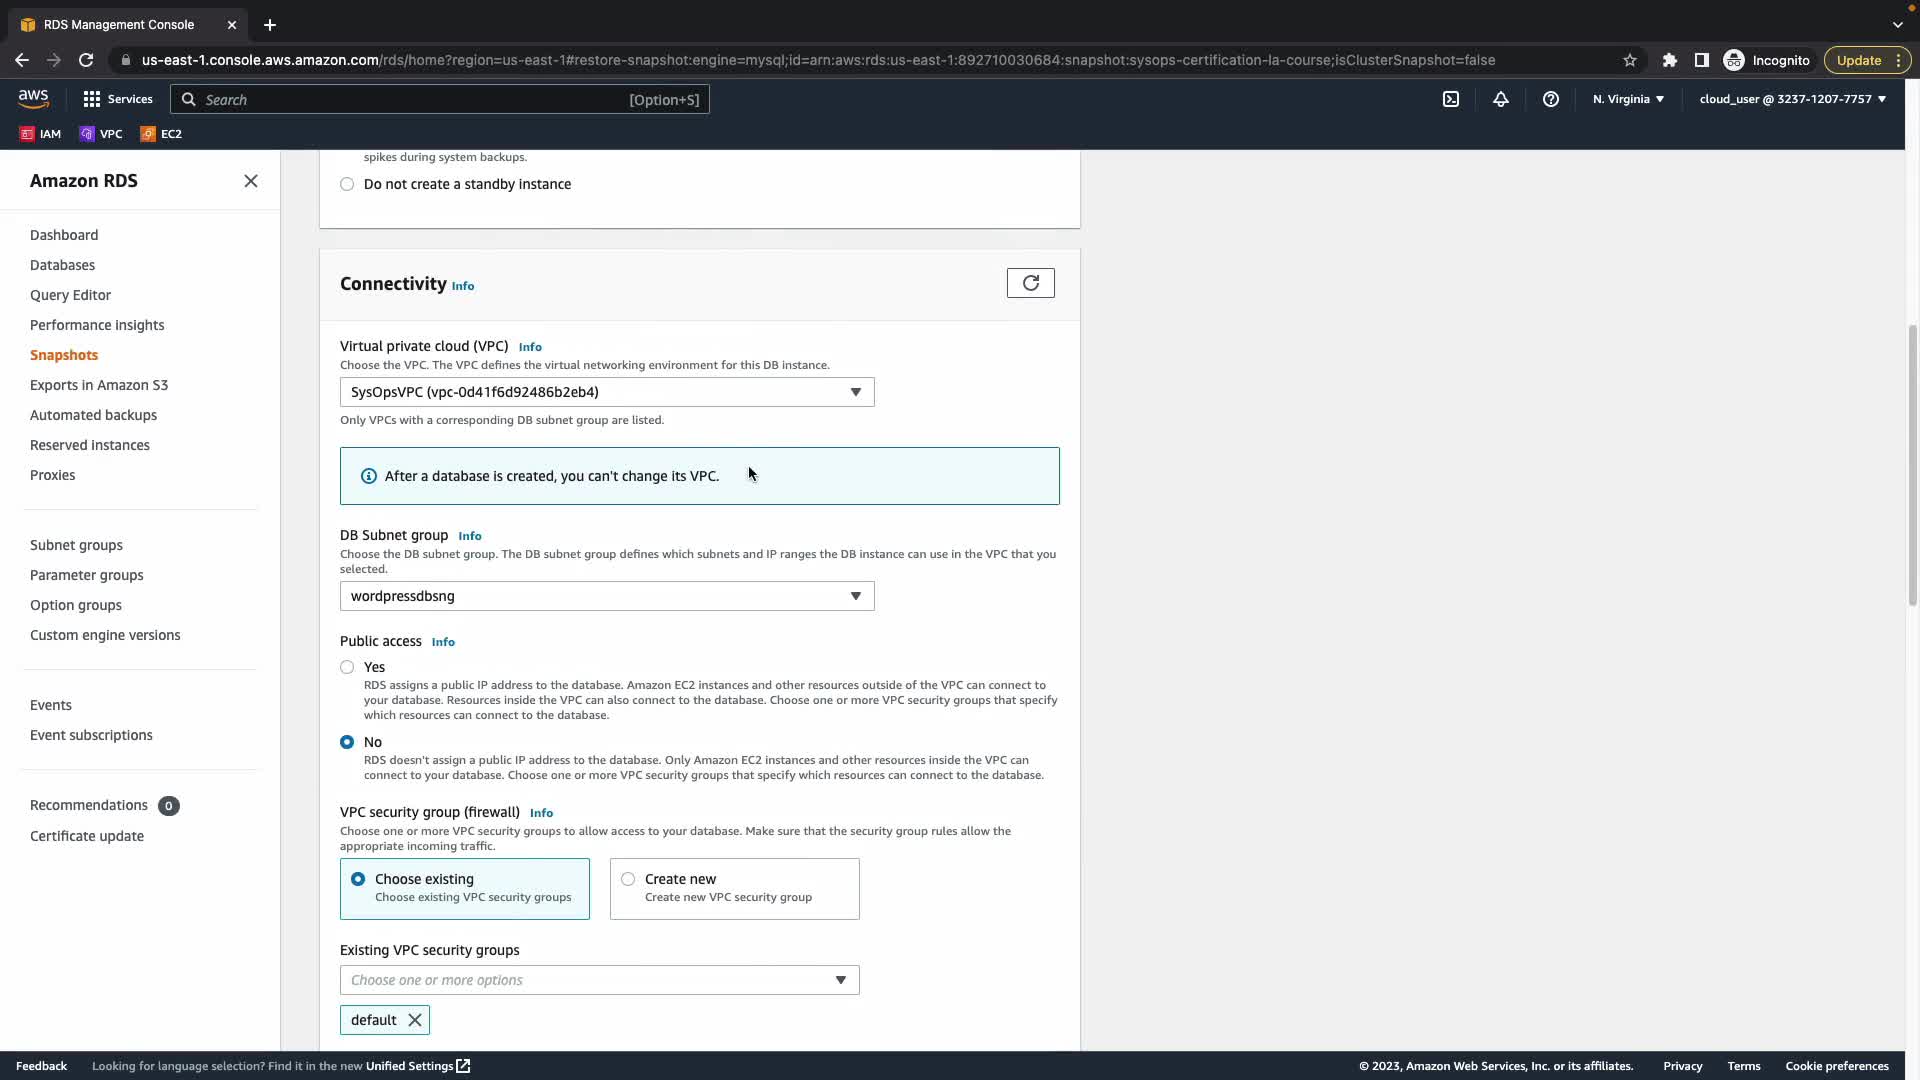 RDS Management Console
us-east-1.console.aws.amazon.com/rds/home?region=us-east-1#restore-snapshot:engine=mysql;id=arn:aws:rds:us-east-1:892710030684:snapshot:sysops-certification-la-course;isClusterSnapshot=false
Incognito
Update
aws
Services
Search
[Option+S]
N. Virginia
cloud_user @ 3237-1207-7757
IAM
VPC
EC2
Amazon RDS
Dashboard
Databases
Query Editor
Performance insights
Snapshots
Exports in Amazon S3
Automated backups
Reserved instances
Proxies
Subnet groups
Parameter groups
Option groups
Custom engine versions
Events
Event subscriptions
Recommendations 0
Certificate update
spikes during system backups.
Do not create a standby instance
Connectivity Info
Virtual private cloud (VPC) Info
Choose the VPC. The VPC defines the virtual networking environment for this DB instance.
SysOpsVPC (vpc-0d41f6d92486b2eb4)
Only VPCs with a corresponding DB subnet group are listed.
After a database is created, you can't change its VPC.
DB Subnet group Info
Choose the DB subnet group. The DB subnet group defines which subnets and IP ranges the DB instance can use in the VPC that you
selected.
wordpressdbsng
Public access Info
Yes
RDS assigns a public IP address to the database. Amazon EC2 instances and other resources outside of the VPC can connect to
your database. Resources inside the VPC can also connect to the database. Choose one or more VPC security groups that specify
which resources can connect to the database.
No
RDS doesn't assign a public IP address to the database. Only Amazon EC2 instances and other resources inside the VPC can
connect to your database. Choose one or more VPC security groups that specify which resources can connect to the database.
VPC security group (firewall) Info
Choose one or more VPC security groups to allow access to your database. Make sure that the security group rules allow the
appropriate incoming traffic.
Choose existing
Choose existing VPC security groups
Create new
Create new VPC security group
Existing VPC security groups
Choose one or more options
default
Feedback
Looking for language selection? Find it in the new Unified Settings
© 2023, Amazon Web Services, Inc. or its affiliates.
Privacy
Terms
Cookie preferences